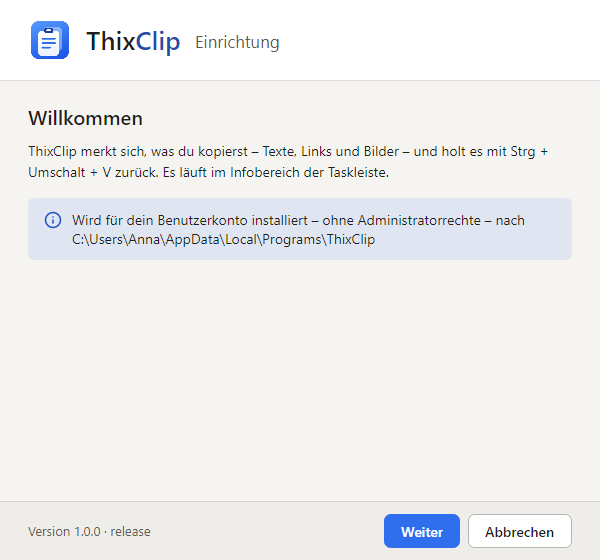 ThixClip Einrichtung
Willkommen
ThixClip merkt sich, was du kopierst – Texte, Links und Bilder – und holt es mit Strg +
Umschalt + V zurück. Es läuft im Infobereich der Taskleiste.
Wird für dein Benutzerkonto installiert – ohne Administratorrechte – nach
C:\Users\Anna\AppData\Local\Programs\ThixClip
Version 1.0.0 · release
Weiter
Abbrechen